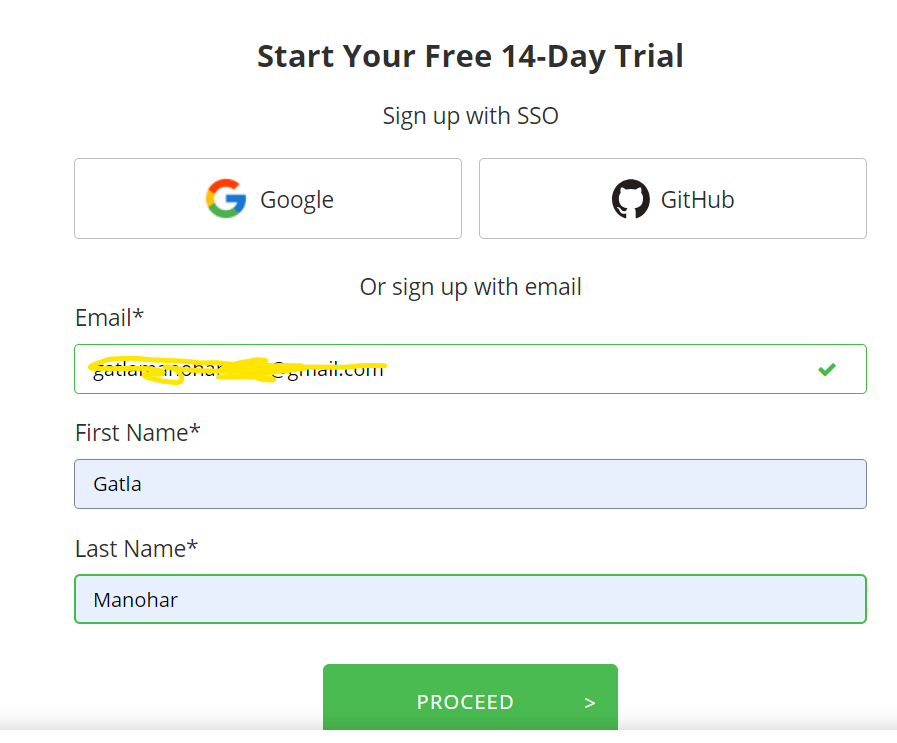 Start Your Free 14-Day Trial
Sign up with SSO
Google
GitHub
Or sign up with email
Email*
@gmail.com
First Name*
Gatla
Last Name*
Manohar
PROCEED >